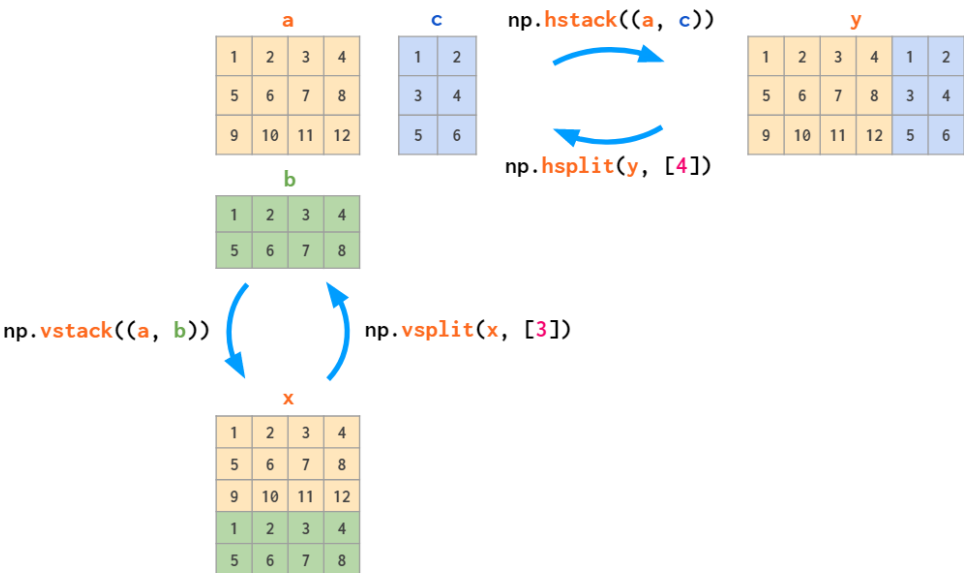 a c np.hstack((a, c)) y
1 2 3 4 1 2 1 2 3 4 1 2
5 6 7 8 3 4 5 6 7 8 3 4
9 10 11 12 5 6 9 10 11 12 5 6
np.hsplit(y, [4])
b
1 2 3 4
5 6 7 8
np.vstack((a, b)) np.vsplit(x, [3])
x
1 2 3 4
5 6 7 8
9 10 11 12
1 2 3 4
5 6 7 8